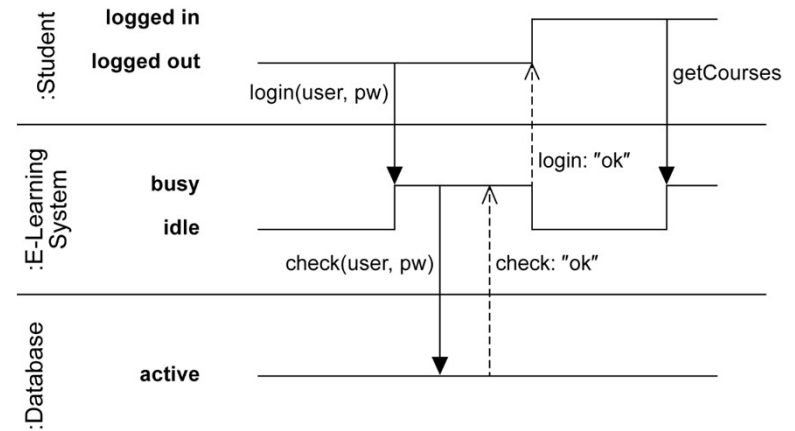 :Student
logged in
logged out
login(user, pw)
getCourses
:E-Learning
System
busy
idle
login: "ok"
check(user, pw)
check: "ok"
:Database
active